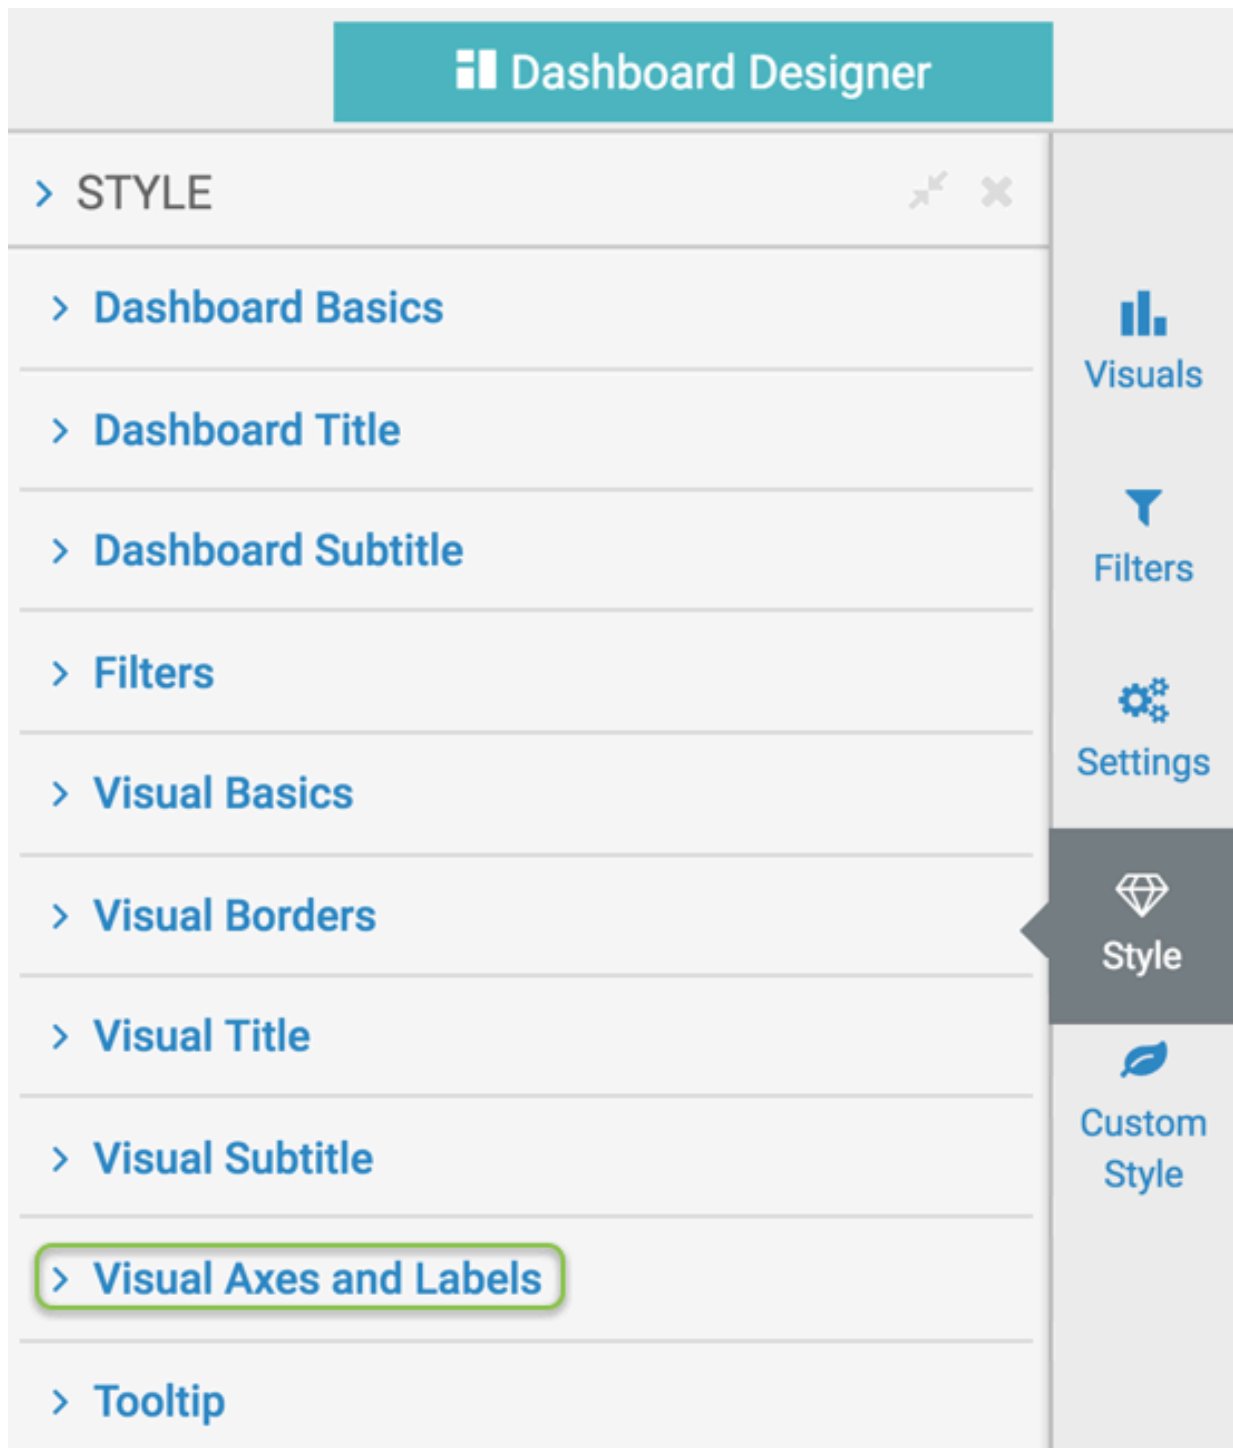 Dashboard Designer
STYLE
Dashboard Basics
Dashboard Title
Dashboard Subtitle
Filters
Visual Basics
Visual Borders
Visual Title
Visual Subtitle
Visual Axes and Labels
Tooltip
Visuals
Filters
Settings
Style
Custom
Style